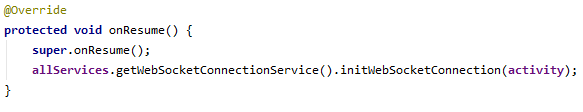 @Override
protected void onResume() {
super.onResume();
allServices.getWebSocketConnectionService().initWebSocketConnection(activity);
}